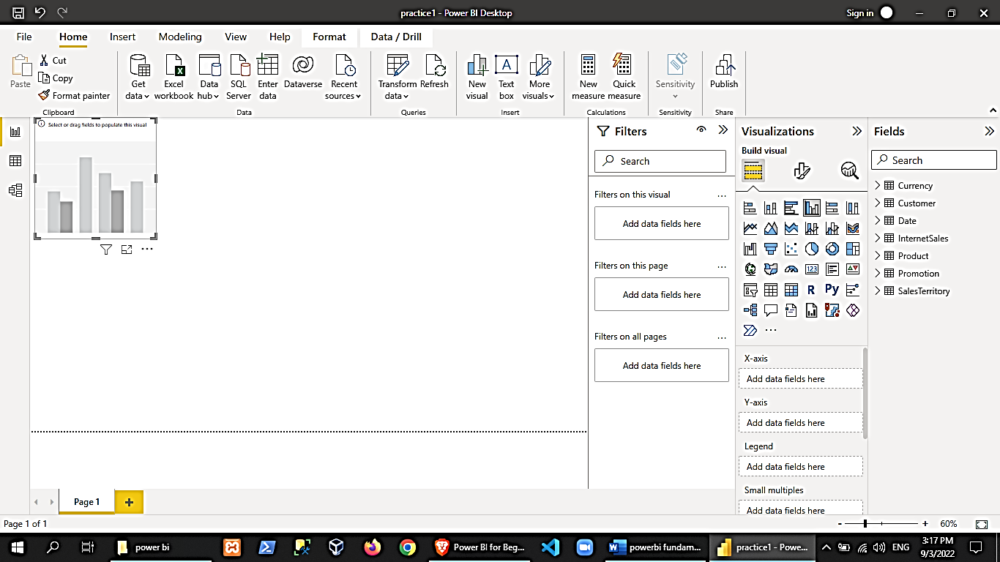 practice1 - Power BI Desktop
Sign in
File Home Insert Modeling View Help Format Data / Drill
Paste
Cut
Copy
Format painter
Clipboard
Get data
Excel workbook
Data hub
SQL Server
Enter data
Dataverse
Recent sources
Data
Transform data
Refresh
Queries
New visual
Text box
More visuals
Insert
New measure
Quick measure
Calculations
Sensitivity
Sensitivity
Publish
Share
Select or drag fields to populate this visual
Filters
Search
Filters on this visual ...
Add data fields here
Filters on this page ...
Add data fields here
Filters on all pages ...
Add data fields here
Visualizations
Build visual
123
R Py
...
X-axis
Add data fields here
Y-axis
Add data fields here
Legend
Add data fields here
Small multiples
Add data fields here
Fields
Search
Currency
Customer
Date
InternetSales
Product
Promotion
SalesTerritory
Page 1
+
Page 1 of 1
- + 60%
power bi
Power BI for Beg...
powerbi fundam...
practice1 - Powe...
ENG
3:17 PM
9/3/2022